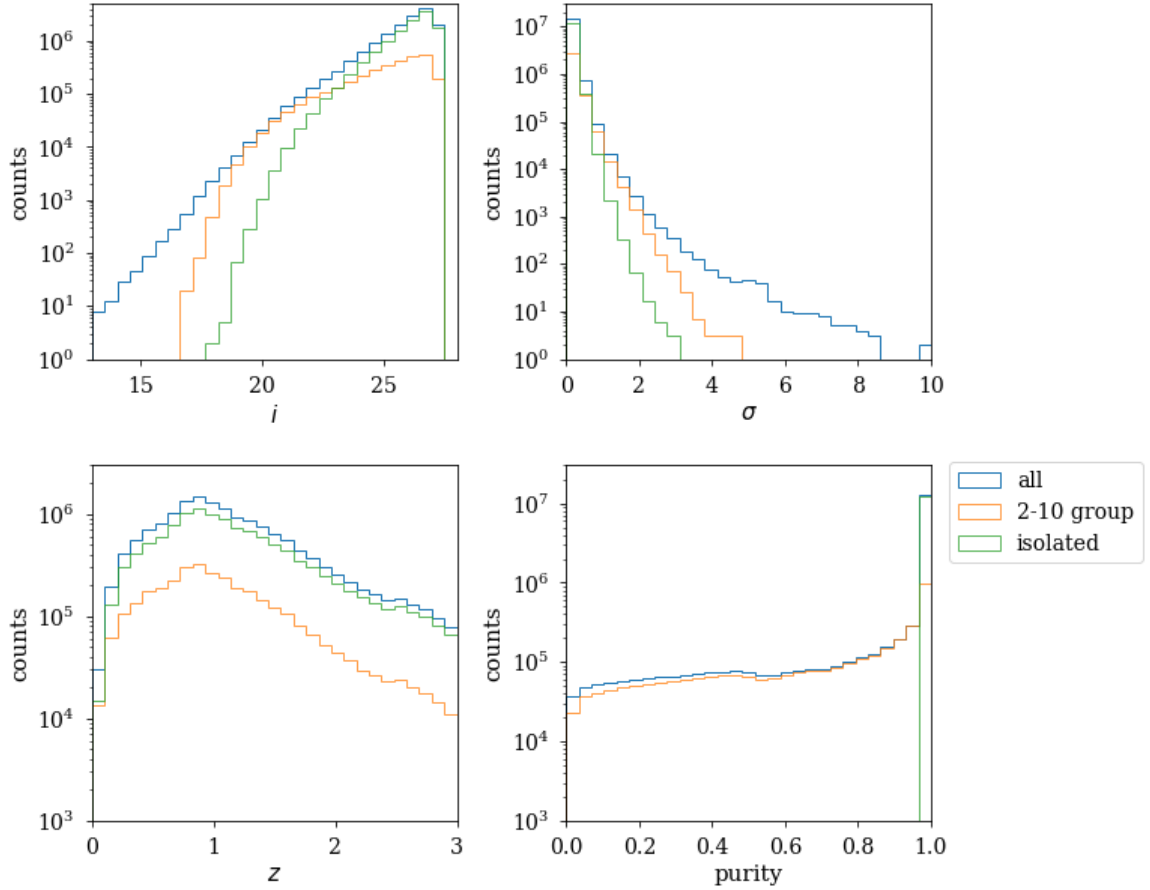 counts
10⁶
10⁵
10⁴
10³
10²
10¹
10⁰
15 20 25
i
counts
10⁷
10⁶
10⁵
10⁴
10³
10²
10¹
10⁰
0 2 4 6 8 10
σ
counts
10⁶
10⁵
10⁴
10³
0 1 2 3
z
counts
10⁷
10⁶
10⁵
10⁴
10³
0.0 0.2 0.4 0.6 0.8 1.0
purity
all
2-10 group
isolated